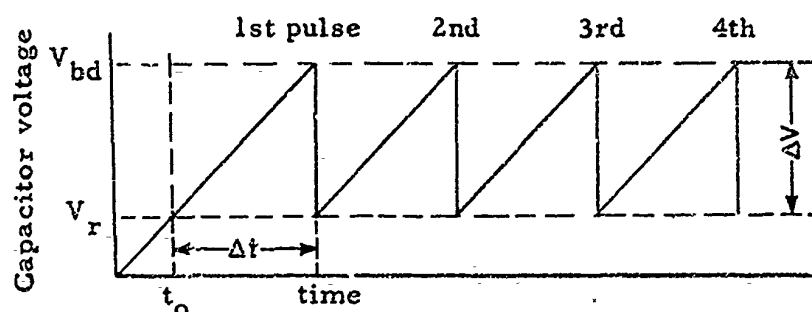 1st pulse 2nd 3rd 4th
V_bd
Capacitor voltage
ΔV
V_r
Δt
t_o time